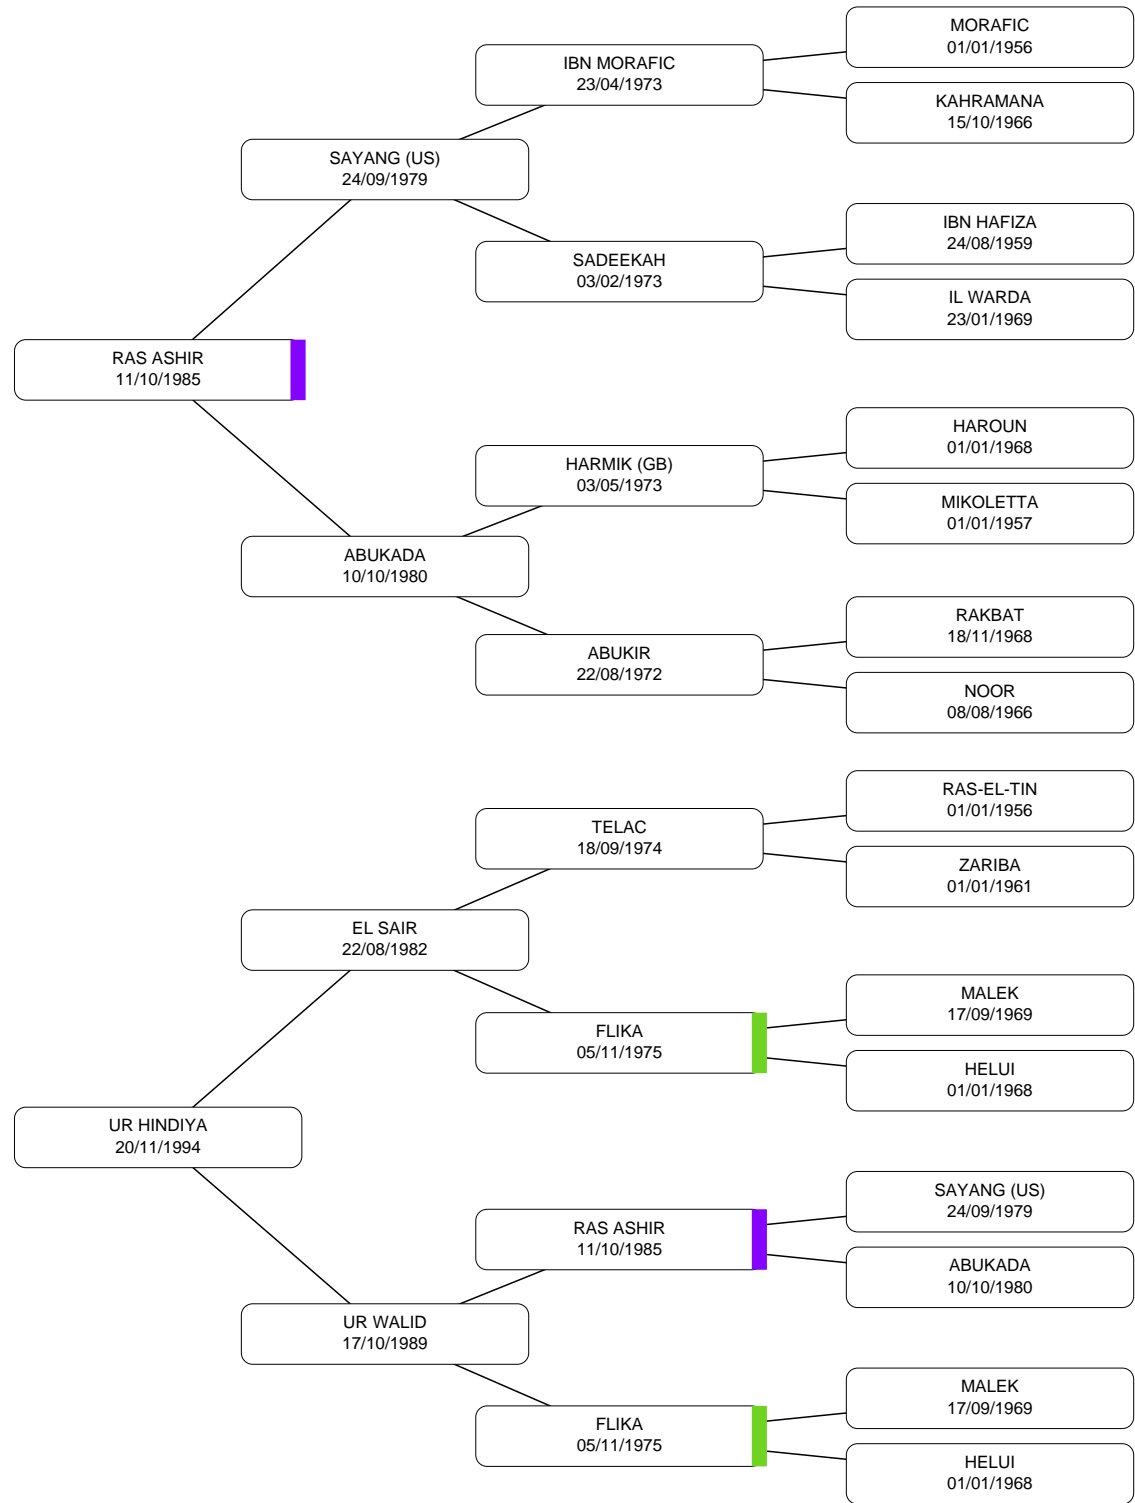 MORAFIC
01/01/1956
IBN MORAFIC
23/04/1973
KAHRAMANA
15/10/1966
SAYANG (US)
24/09/1979
IBN HAFIZA
24/08/1959
SADEEKAH
03/02/1973
IL WARDA
23/01/1969
RAS ASHIR
11/10/1985
HAROUN
01/01/1968
HARMIK (GB)
03/05/1973
MIKOLETTA
01/01/1957
ABUKADA
10/10/1980
RAKBAT
18/11/1968
ABUKIR
22/08/1972
NOOR
08/08/1966
RAS-EL-TIN
01/01/1956
TELAC
18/09/1974
ZARIBA
01/01/1961
EL SAIR
22/08/1982
MALEK
17/09/1969
FLIKA
05/11/1975
HELUI
01/01/1968
UR HINDIYA
20/11/1994
SAYANG (US)
24/09/1979
RAS ASHIR
11/10/1985
ABUKADA
10/10/1980
UR WALID
17/10/1989
MALEK
17/09/1969
FLIKA
05/11/1975
HELUI
01/01/1968